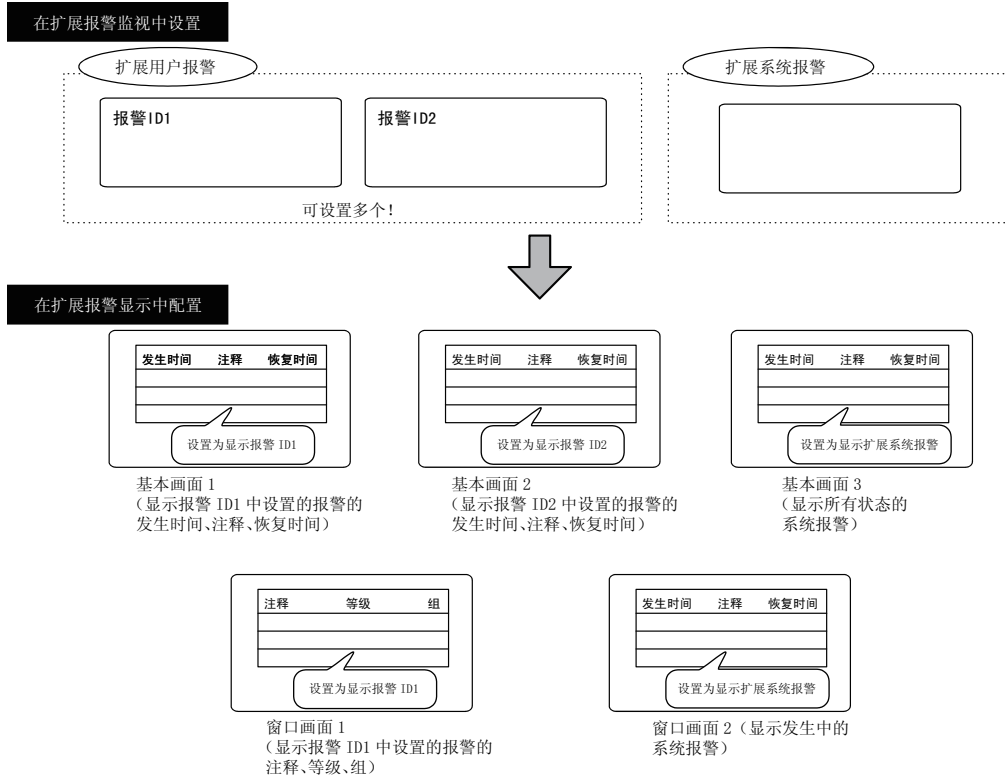 在扩展报警监视中设置
扩展用户报警
扩展系统报警
报警ID1
报警ID2
可设置多个!
在扩展报警显示中配置
发生时间 注释 恢复时间
设置为显示报警 ID1
基本画面 1
(显示报警 ID1 中设置的报警的
发生时间、注释、恢复时间)
发生时间 注释 恢复时间
设置为显示报警 ID2
基本画面 2
(显示报警 ID2 中设置的报警的
发生时间、注释、恢复时间)
发生时间 注释 恢复时间
设置为显示扩展系统报警
基本画面 3
(显示所有状态的
系统报警)
注释 等级 组
设置为显示报警 ID1
窗口画面 1
(显示报警 ID1 中设置的报警的
注释、等级、组)
发生时间 注释 恢复时间
设置为显示扩展系统报警
窗口画面 2 (显示发生中的
系统报警)